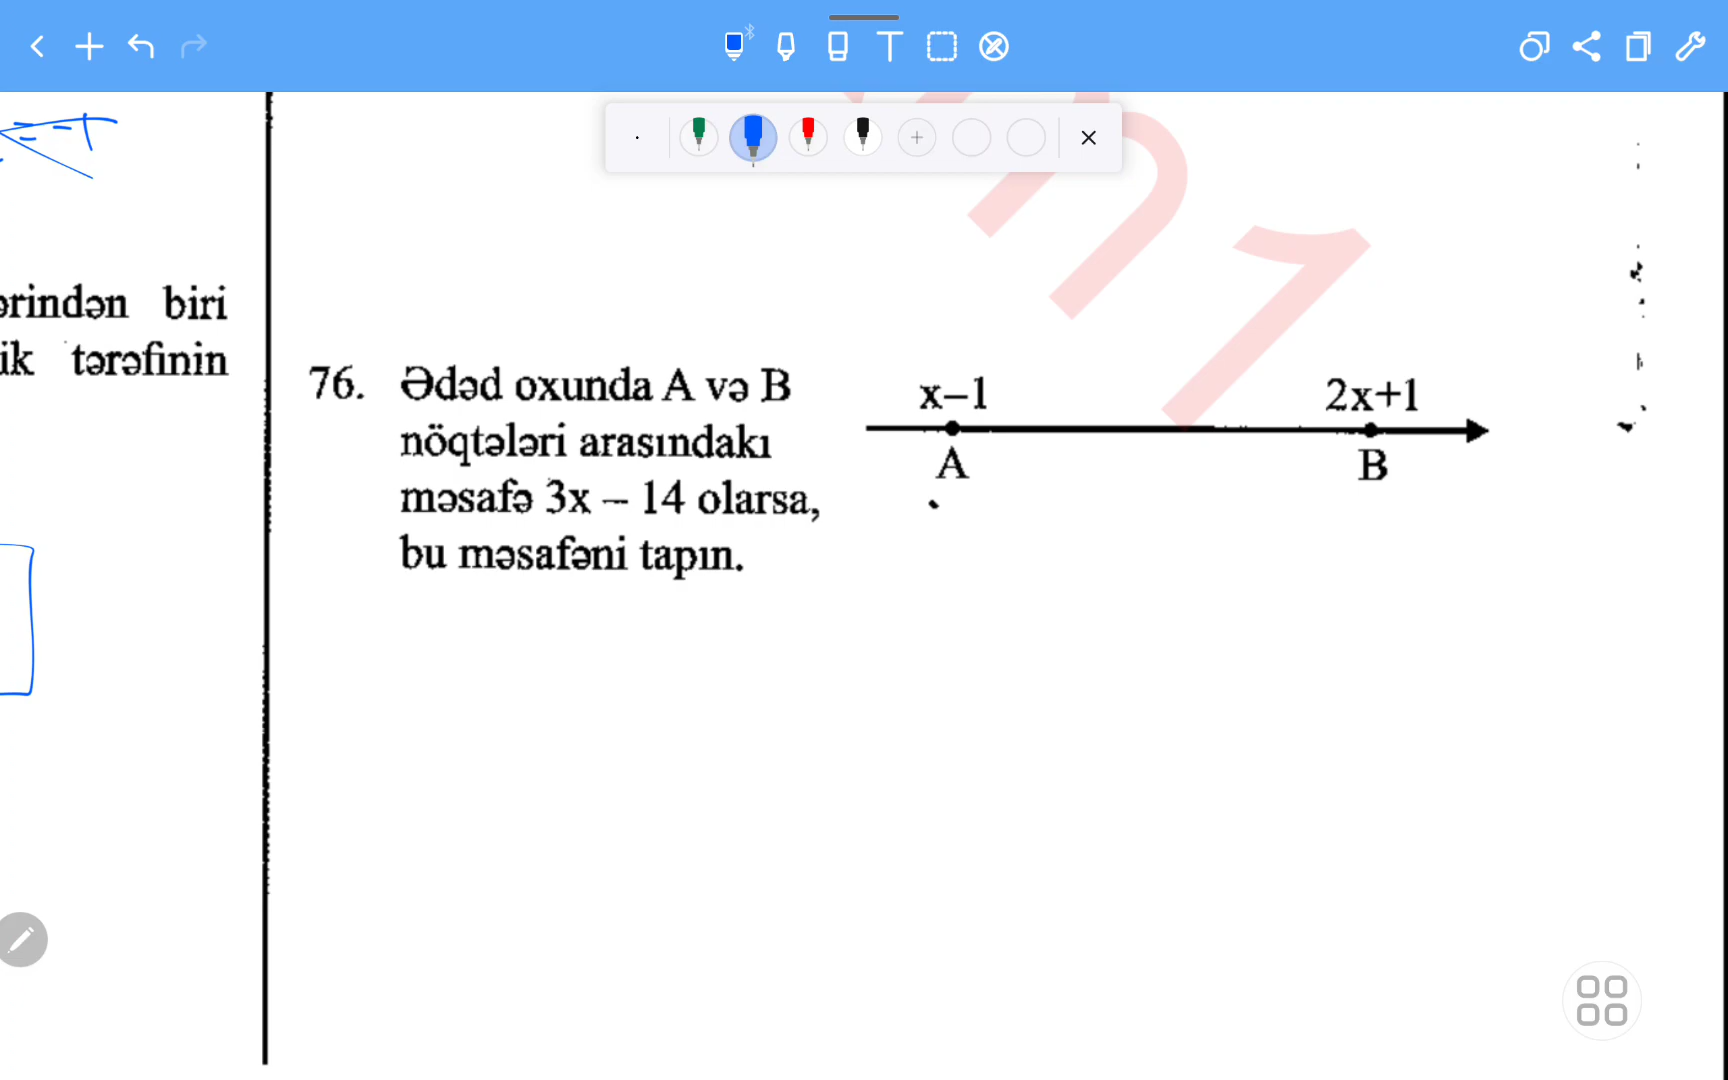 ərindən biri
ik tərəfinin
76. Ədəd oxunda A və B
nöqtələri arasındakı
məsafə 3x – 14 olarsa,
bu məsafəni tapın.
x–1
2x+1
A
B